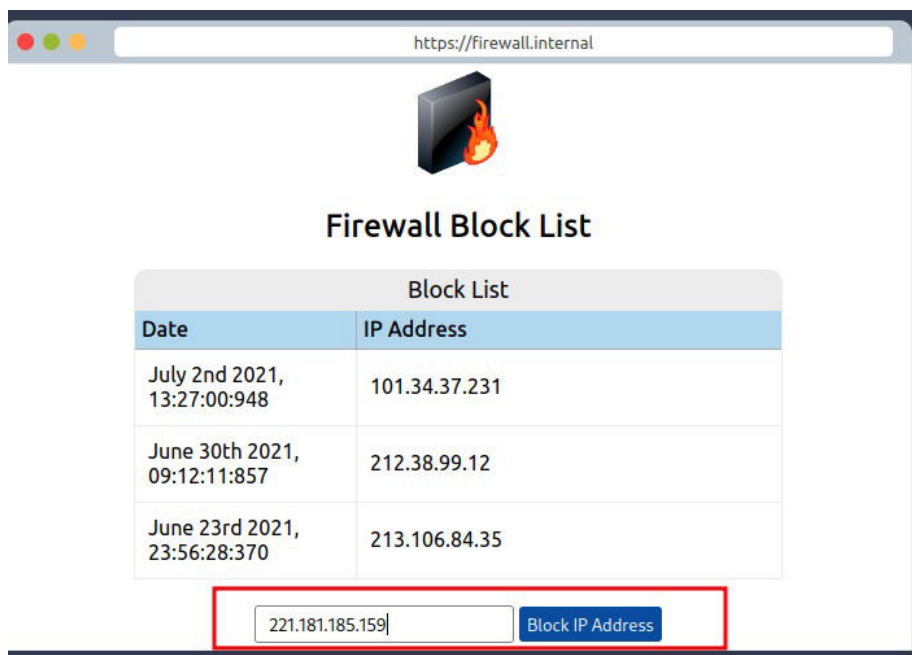 https://firewall.internal
Firewall Block List
Block List
Date IP Address
July 2nd 2021,
13:27:00:948
101.34.37.231
June 30th 2021,
09:12:11:857
212.38.99.12
June 23rd 2021,
23:56:28:370
213.106.84.35
221.181.185.159 Block IP Address